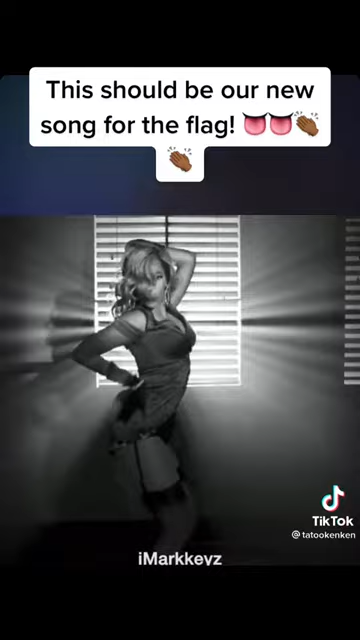 This should be our new
song for the flag! 👅👅👏🏾
👏🏾
TikTok
@tatookenken
iMarkkeyz